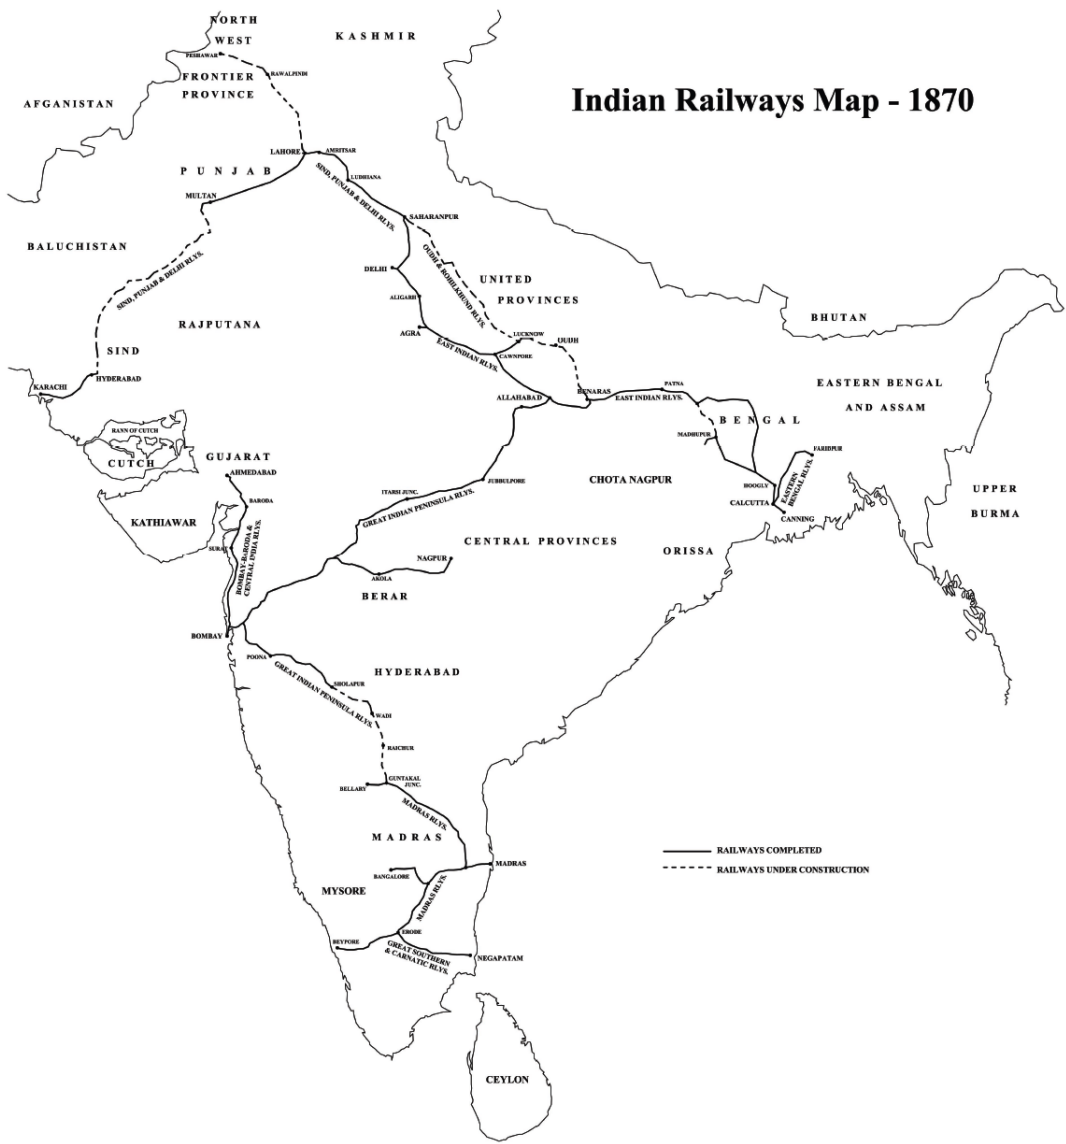 Indian Railways Map - 1870
NORTH
WEST
FRONTIER
PROVINCE
KASHMIR
PESHAWAR
RAWALPINDI
AFGANISTAN
LAHORE
AMRITSAR
PUNJAB
LUDHIANA
SIND, PUNJAB & DELHI RLYS.
MULTAN
SAHARANPUR
BALUCHISTAN
SIND, PUNJAB & DELHI RLYS.
DELHI
OUDH & ROHILKHUND RLYS.
UNITED
PROVINCES
ALIGABH
RAJPUTANA
BHUTAN
AGRA
EAST INDIAN RLYS.
LUCKNOW
OUDH
CAWNPORE
SIND
HYDERABAD
KARACHI
EASTERN BENGAL
AND ASSAM
ALLAHABAD
BENARAS
EAST INDIAN RLYS.
PATNA
BENGAL
MADHUPUR
RANN OF CUTCH
CUTCH
GUJARAT
AHMEDABAD
FARIDPUR
JUBBULPORE
CHOTA NAGPUR
HOOGLY
EASTERN
BENGAL RLYS.
UPPER
BURMA
ITARSI JUNC.
GREAT INDIAN PENINSULA RLYS.
BARODA
CALCUTTA
CANNING
KATHIAWAR
SURAT
BOMBAY-BaRODA &
CENTRAL INDIA RLYS.
CENTRAL PROVINCES
ORISSA
NAGPUR
AKOLA
BERAR
BOMBAY
POONA
GREAT INDIAN PENINSULA RLYS.
HYDERABAD
SHOLAPUR
WADI
RAICHUR
GUNTAKAL
JUNC.
BELLARY
MADRAS RLYS.
MADRAS
RAILWAYS COMPLETED
RAILWAYS UNDER CONSTRUCTION
MADRAS
BANGALORE
MYSORE
MADRAS RLYS.
ERODE
BEYPORE
GREAT SOUTHERN
& CARNATIC RLYS.
NEGAPATAM
CEYLON